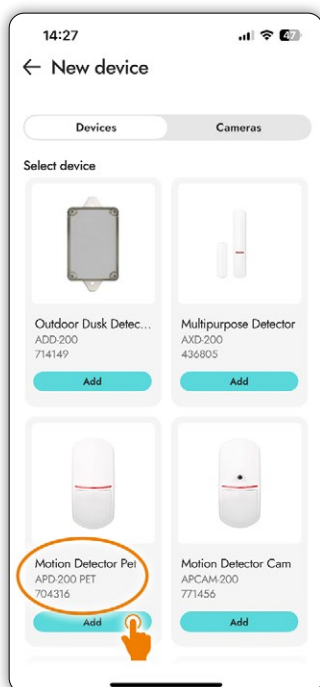 14:27
47
← New device
Devices
Cameras
Select device
Outdoor Dusk Detec...
ADD-200
714149
Add
Multipurpose Detector
AXD-200
436805
Add
Motion Detector Pet
APD-200 PET
704316
Add
Motion Detector Cam
APCAM-200
771456
Add